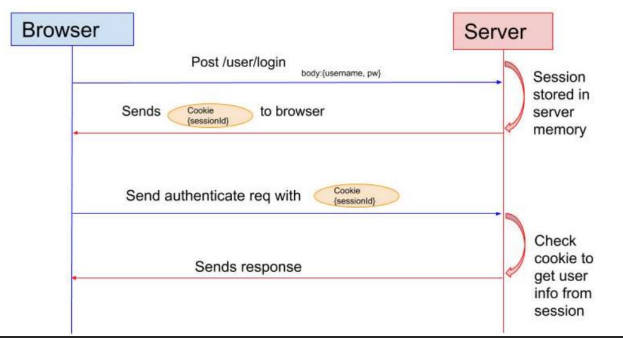 Browser
Server
Post /user/login
body:{username, pw}
Session
stored in
server
memory
Sends Cookie {sessionId} to browser
Send authenticate req with Cookie {sessionId}
Check
cookie to
get user
info from
session
Sends response